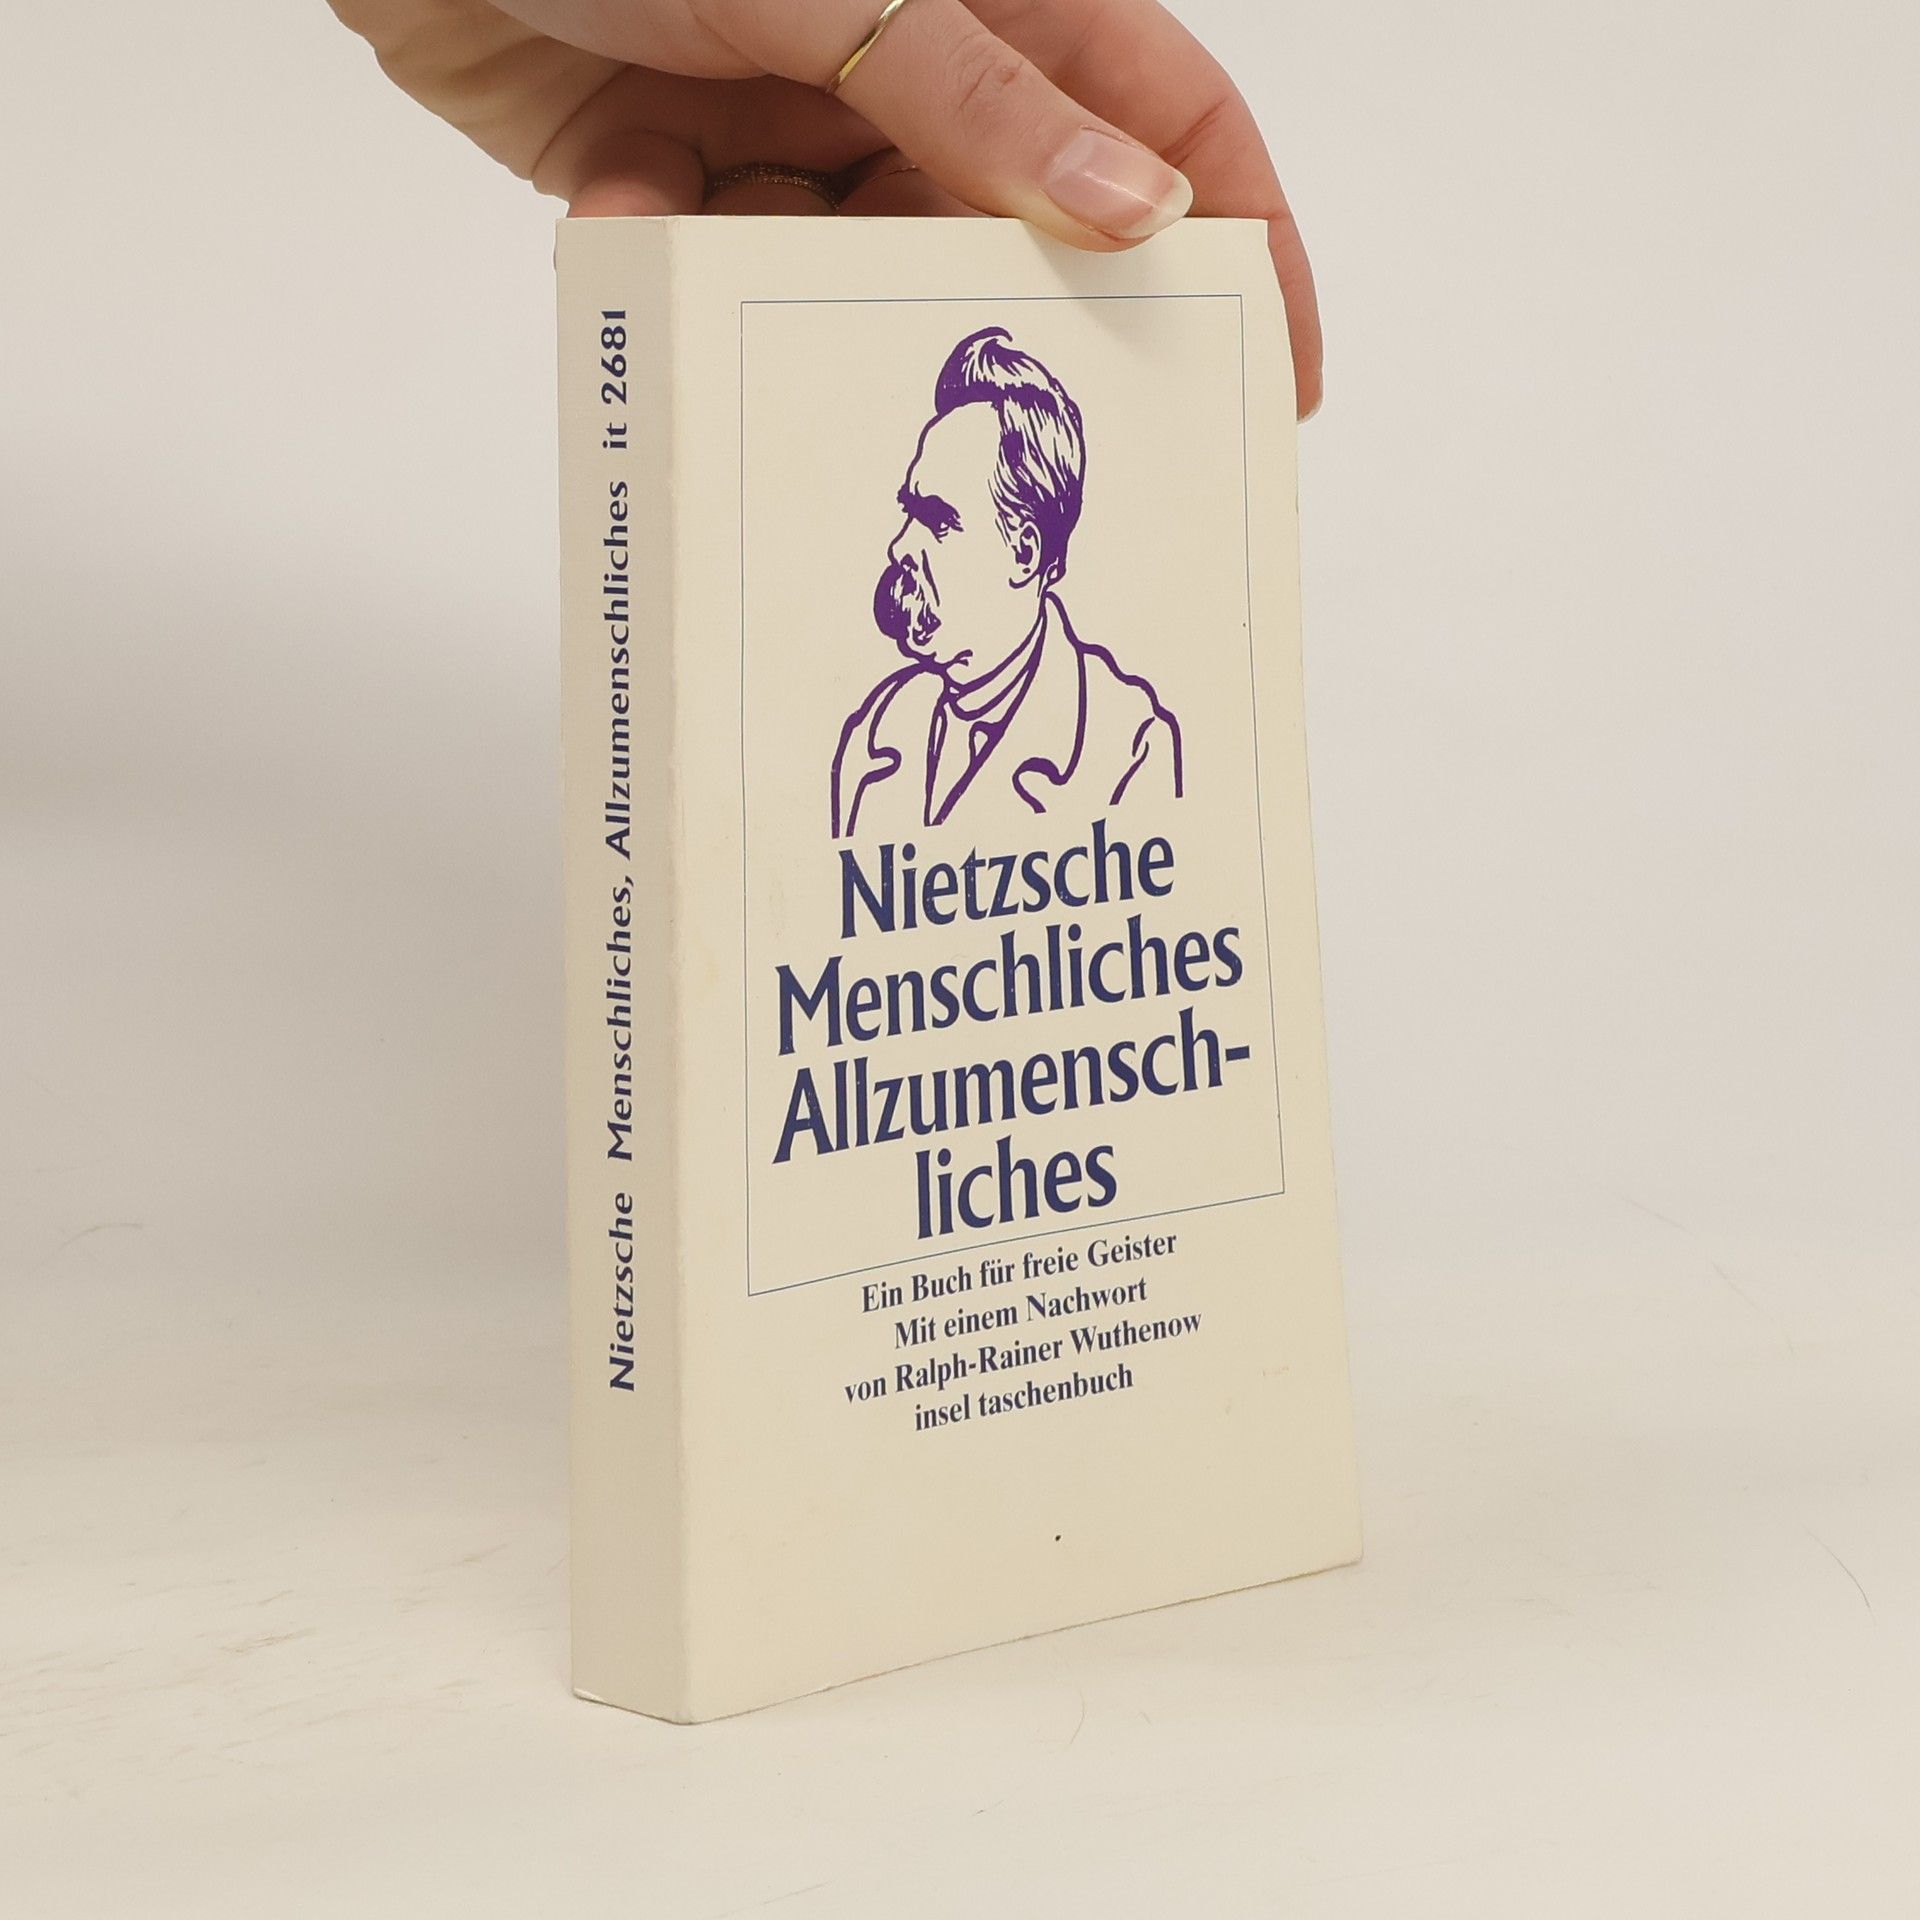 Nietzsche Menschliches, Allzumenschliches it 2681
Nietzsche
Menschliches
Allzumensch-
liches
Ein Buch für freie Geister
Mit einem Nachwort
von Ralph-Rainer Wuthenow
insel taschenbuch